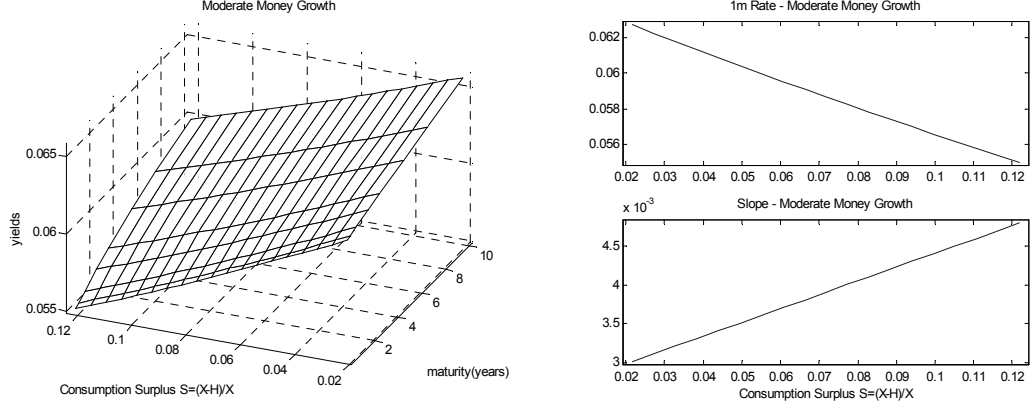 Moderate Money Growth
0.065
0.06
0.055
yields
0.12
0.1
0.08
0.06
0.04
0.02
Consumption Surplus S=(X-H)/X
2
4
6
8
10
maturity(years)
1m Rate - Moderate Money Growth
0.062
0.06
0.058
0.056
0.02 0.03 0.04 0.05 0.06 0.07 0.08 0.09 0.1 0.11 0.12
Slope - Moderate Money Growth
x 10⁻³
4.5
4
3.5
3
0.02 0.03 0.04 0.05 0.06 0.07 0.08 0.09 0.1 0.11 0.12
Consumption Surplus S=(X-H)/X